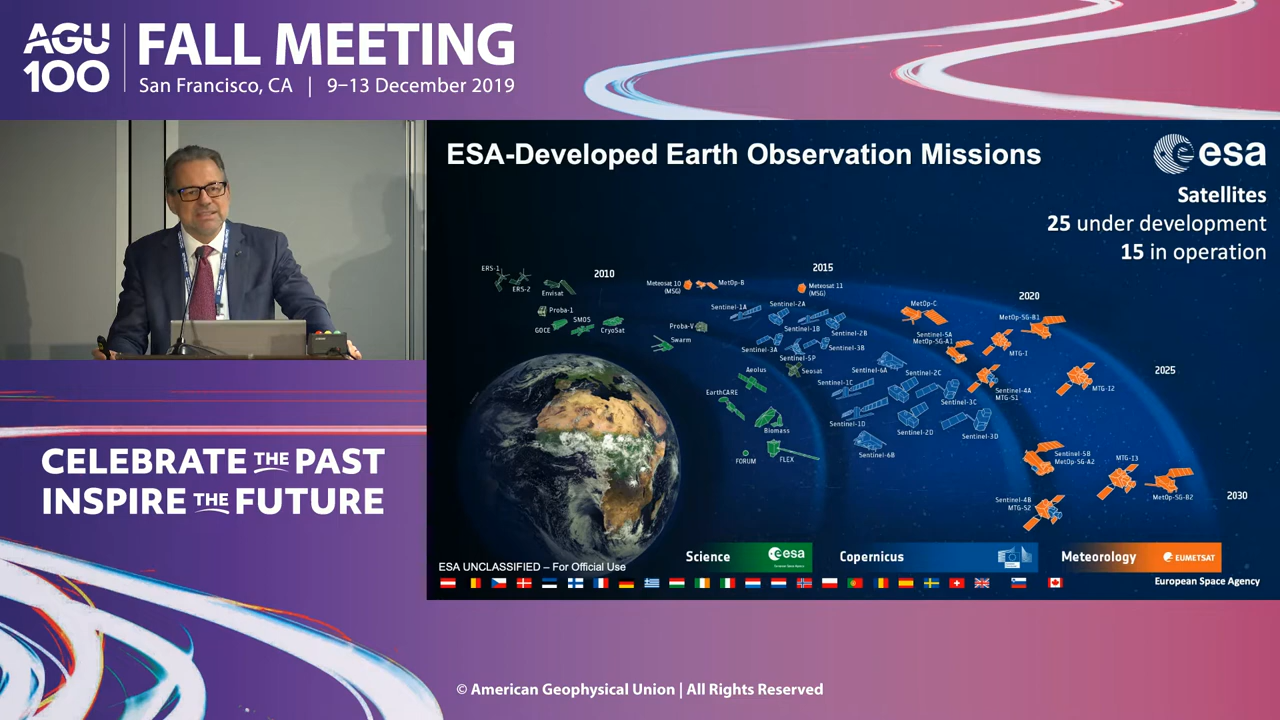 AGU
100
FALL MEETING
San Francisco, CA | 9–13 December 2019
ESA-Developed Earth Observation Missions
esa
Satellites
25 under development
15 in operation
ERS-1
ERS-2
Envisat
2010
Meteosat 10
(MSG)
MetOp-B
2015
Meteosat 11
(MSG)
Proba-1
GOCE
SMOS
CryoSat
Proba-V
Swarm
Sentinel-1A
Sentinel-2A
Sentinel-1B
Sentinel-2B
Sentinel-3A
Sentinel-3B
Sentinel-5P
Seosat
MetOp-C
2020
MetOp-SG-B1
Sentinel-5A
MetOp-SG-A1
MTG-I
Aeolus
Sentinel-6A
Sentinel-2C
Sentinel-1C
Sentinel-4A
MTG-S1
2025
MTG-I2
EarthCARE
Biomass
Sentinel-3C
Sentinel-1D
Sentinel-2D
Sentinel-3D
FORUM
FLEX
Sentinel-6B
Sentinel-5B
MetOp-SG-A2
MTG-I3
MetOp-SG-B2
Sentinel-4B
MTG-S2
2030
Science
esa
Copernicus
Meteorology
EUMETSAT
ESA UNCLASSIFIED – For Official Use
European Space Agency
CELEBRATE THE PAST
INSPIRE THE FUTURE
© American Geophysical Union | All Rights Reserved